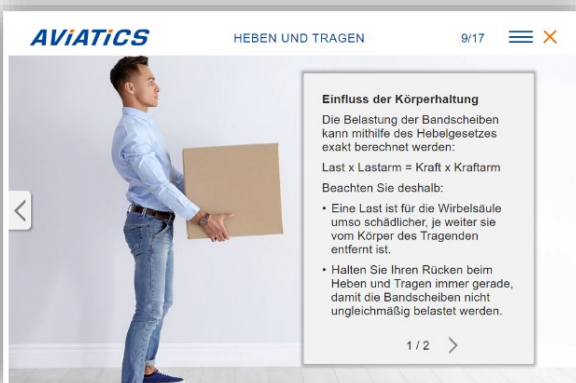 AViATiCS
HEBEN UND TRAGEN
9/17
Einfluss der Körperhaltung
Die Belastung der Bandscheiben
kann mithilfe des Hebelgesetzes
exakt berechnet werden:
Last x Lastarm = Kraft x Kraftarm
Beachten Sie deshalb:
• Eine Last ist für die Wirbelsäule
umso schädlicher, je weiter sie
vom Körper des Tragenden
entfernt ist.
• Halten Sie Ihren Rücken beim
Heben und Tragen immer gerade,
damit die Bandscheiben nicht
ungleichmäßig belastet werden.
1 / 2